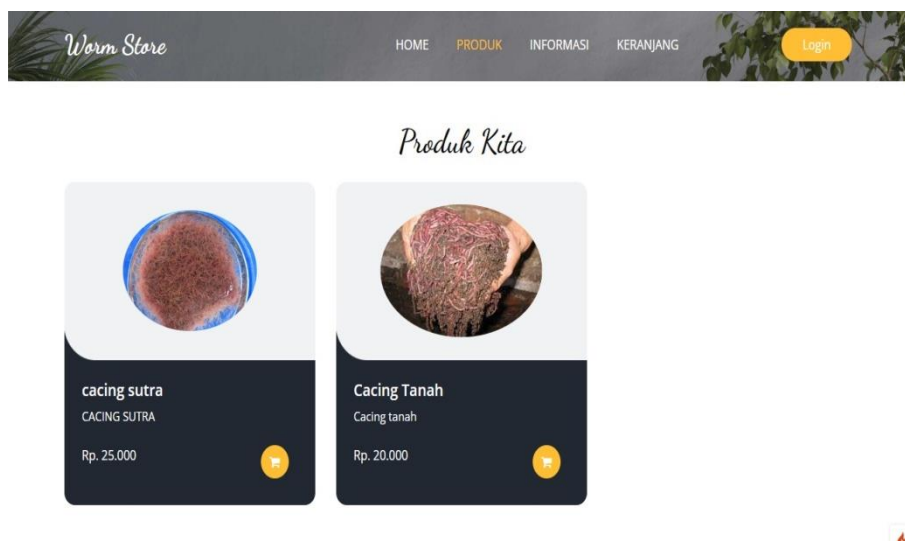 Worm Store
HOME PRODUK INFORMASI KERANJANG Login
Produk Kita
cacing sutra
CACING SUTRA
Rp. 25.000
Cacing Tanah
Cacing tanah
Rp. 20.000